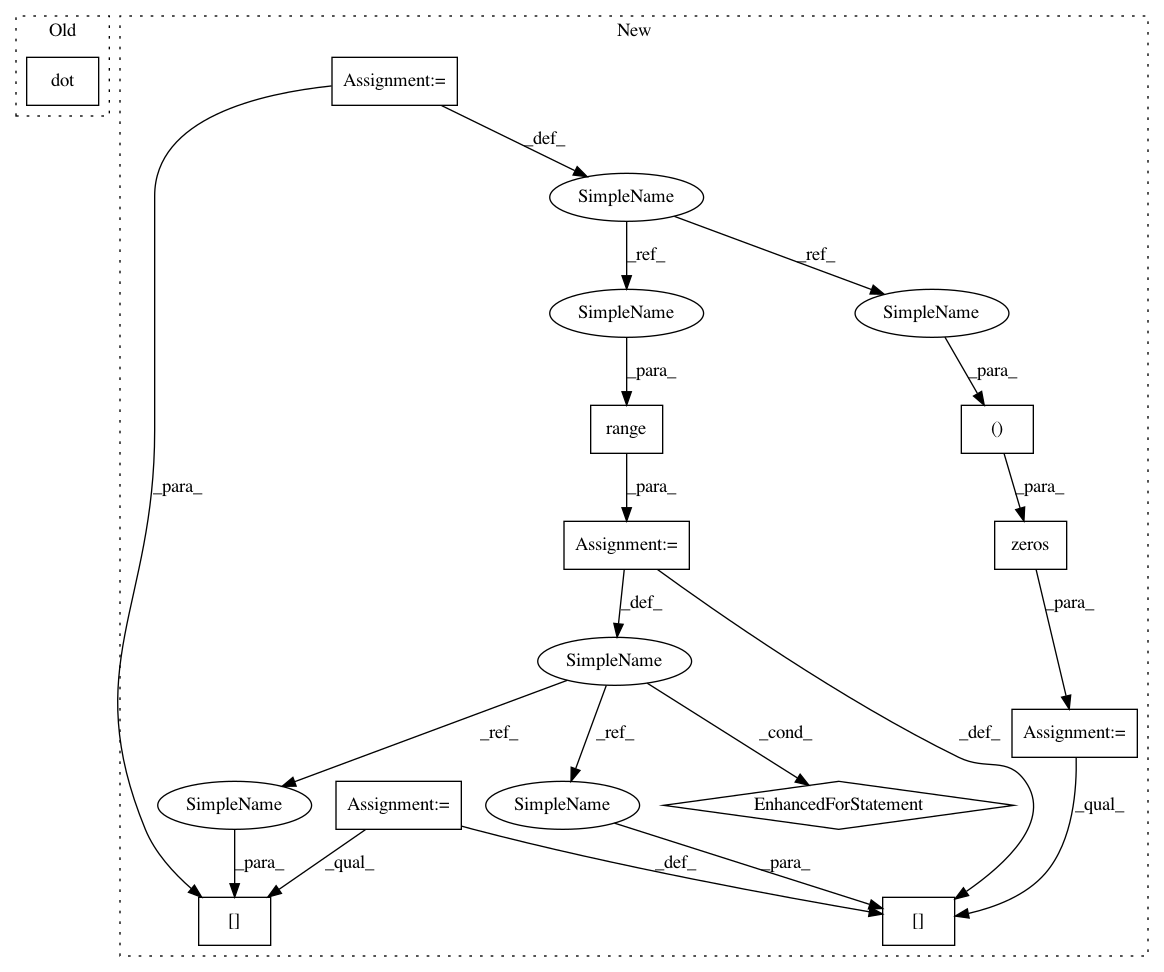 Old
New
dot
Assignment:=
_def_
SimpleName
_ref_
_ref_
SimpleName
SimpleName
_para_
_para_
range
()
_para_
_para_
_para_
Assignment:=
zeros
_def_
_para_
SimpleName
_ref_
_ref_
_cond_
_def_
Assignment:=
SimpleName
Assignment:=
SimpleName
EnhancedForStatement
_qual_
_para_
_qual_
_def_
_para_
[]
[]